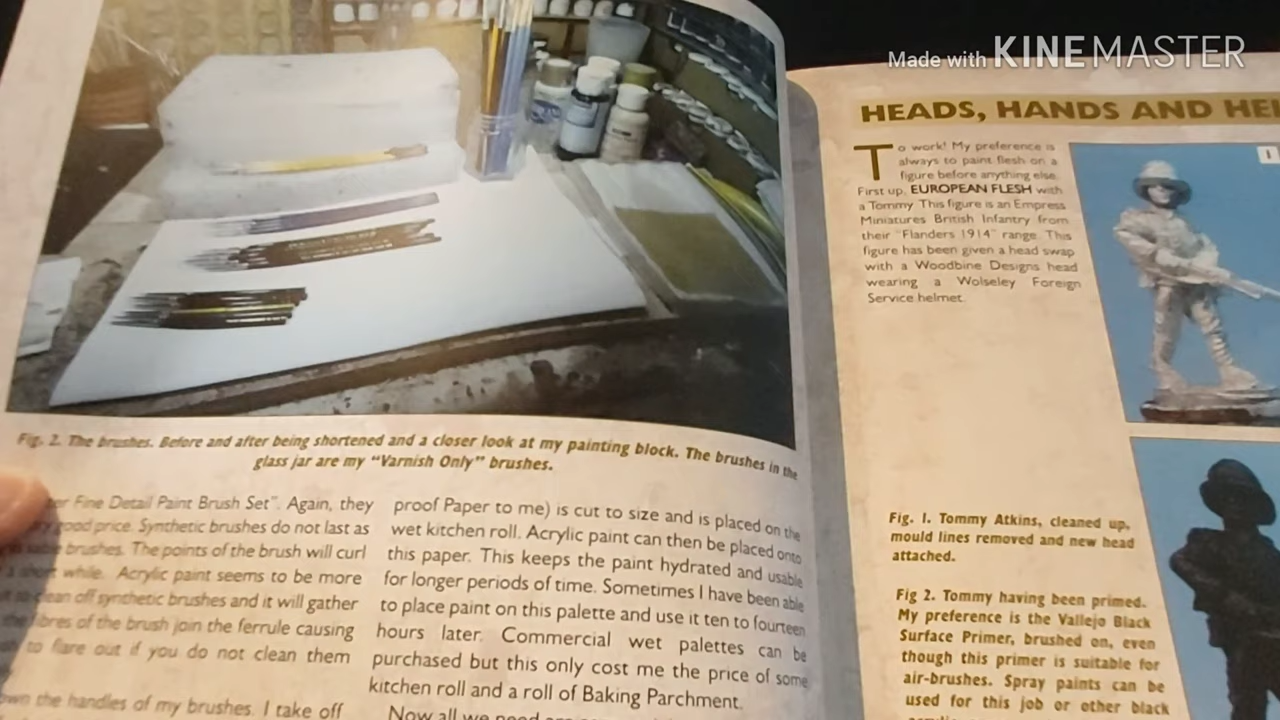 Made with KINEMASTER
Fig. 2. The brushes. Before and after being shortened and a closer look at my painting block. The brushes in the
glass jar are my “Varnish Only” brushes.
Fine Detail Paint Brush Set”. Again, they
good price. Synthetic brushes do not last as
brushes. The points of the brush will curl
a short while. Acrylic paint seems to be more
clean off synthetic brushes and it will gather
the fibres of the brush join the ferrule causing
to flare out if you do not clean them
the handles of my brushes. I take off
proof Paper to me) is cut to size and is placed on the
wet kitchen roll. Acrylic paint can then be placed onto
this paper. This keeps the paint hydrated and usable
for longer periods of time. Sometimes I have been able
to place paint on this palette and use it ten to fourteen
hours later. Commercial wet palettes can be
purchased but this only cost me the price of some
kitchen roll and a roll of Baking Parchment.
Now all we need are
HEADS, HANDS AND HE
To work! My preference is
always to paint flesh on a
figure before anything else.
First up, EUROPEAN FLESH with
a Tommy. This figure is an Empress
Miniatures British Infantry from
their “Flanders 1914” range. This
figure has been given a head swap
with a Woodbine Designs head
wearing a Wolseley Foreign
Service helmet.
1
Fig. 1. Tommy Atkins, cleaned up,
mould lines removed and new head
attached.
Fig 2. Tommy having been primed.
My preference is the Vallejo Black
Surface Primer, brushed on, even
though this primer is suitable for
air-brushes. Spray paints can be
used for this job or other black